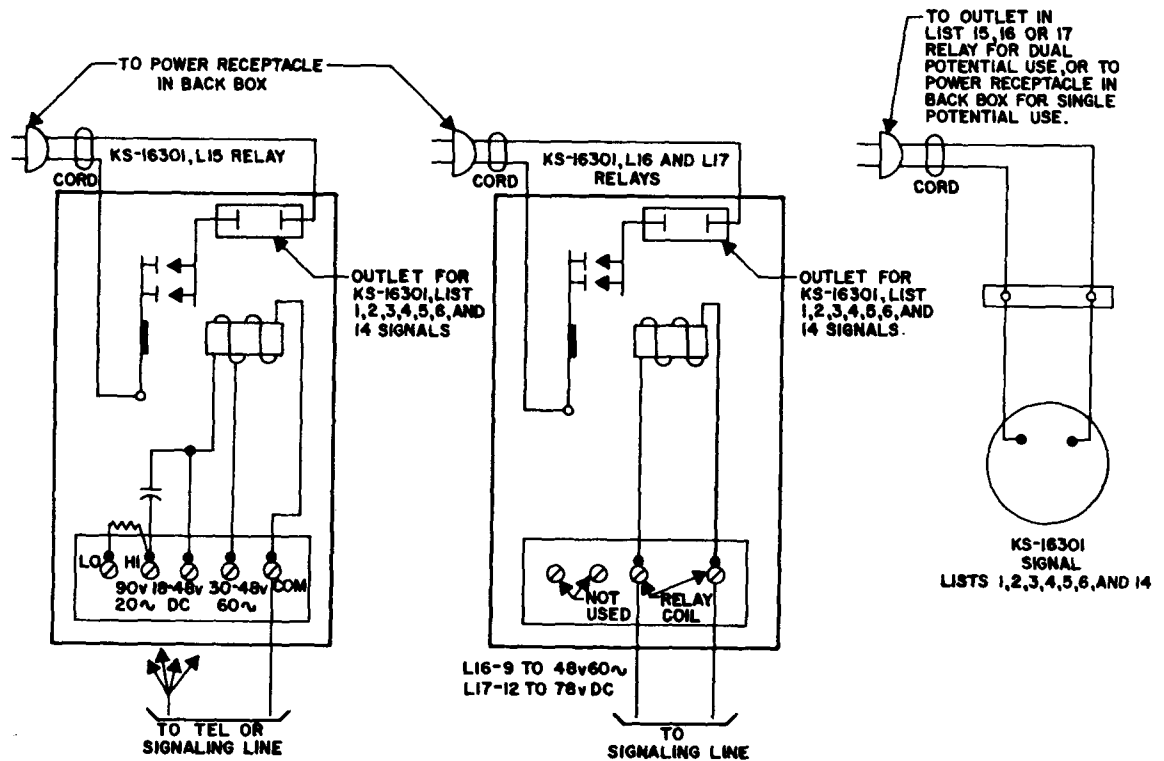 TO POWER RECEPTACLE
IN BACK BOX
KS-16301,L15 RELAY
CORD
OUTLET FOR
KS-16301,LIST
1,2,3,4,5,6,AND
14 SIGNALS
LO
HI
90v 18-48v 30-48v COM
20~ DC 60~
TO TEL OR
SIGNALING LINE
KS-16301,L16 AND L17
RELAYS
CORD
OUTLET FOR
KS-16301,LIST
1,2,3,4,5,6,AND
14 SIGNALS.
NOT
USED
RELAY
COIL
L16-9 TO 48v60~
L17-12 TO 78vDC
TO
SIGNALING LINE
TO OUTLET IN
LIST 15,16 OR 17
RELAY FOR DUAL
POTENTIAL USE,OR TO
POWER RECEPTACLE IN
BACK BOX FOR SINGLE
POTENTIAL USE.
CORD
KS-16301
SIGNAL
LISTS 1,2,3,4,5,6,AND 14